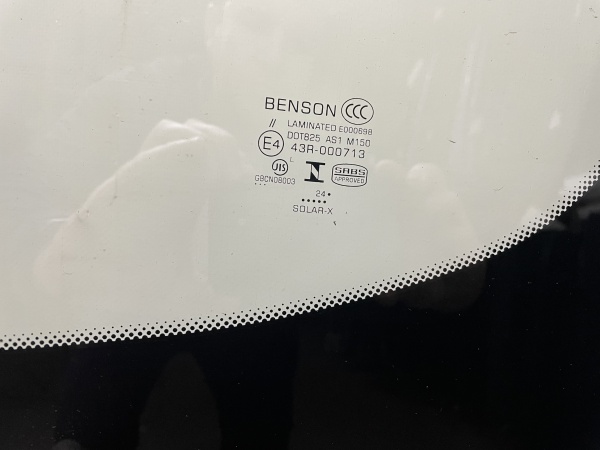 BENSON CCC
// LAMINATED E000698
DOT825 AS1 M150
E4 43R-000713
JIS L N SABS
APPROVED
GBCN08003
24
SOLAR-X